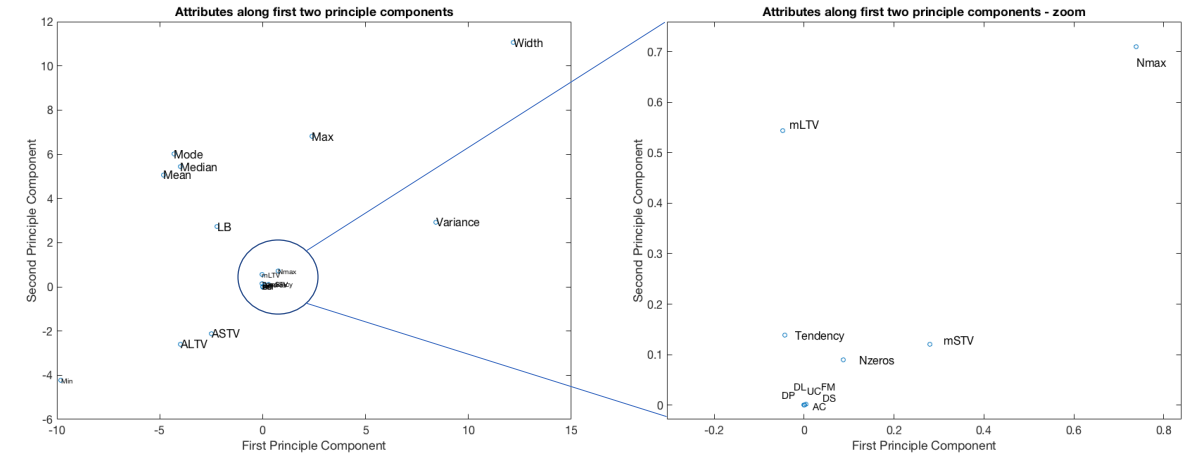 Attributes along first two principle components
12
10
8
6
4
2
0
-2
-4
-6
-10
-5
0
5
10
15
Second Principle Component
First Principle Component
Width
Max
Mode
Median
Mean
Variance
LB
Nmax
mLTV
ASTV
ALTV
Min
Attributes along first two principle components - zoom
0.7
0.6
0.5
0.4
0.3
0.2
0.1
0
-0.2
0
0.2
0.4
0.6
0.8
Second Principle Component
First Principle Component
Nmax
mLTV
Tendency
mSTV
Nzeros
DL
UC
FM
DP
DS
AC